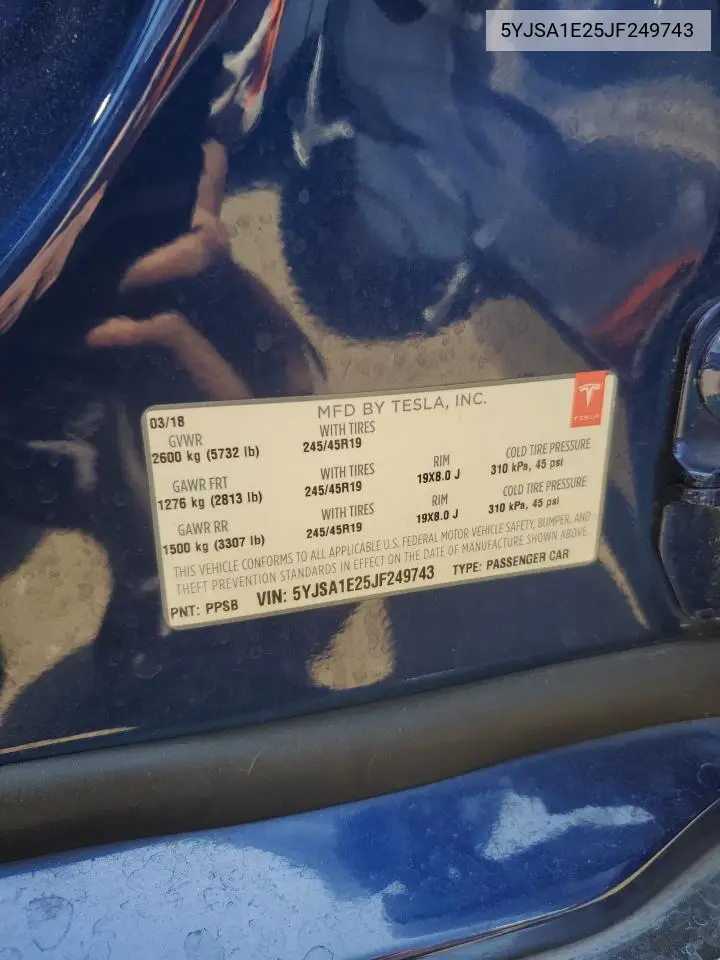 5YJSA1E25JF249743
03/18
MFD BY TESLA, INC.
TESLA
GVWR
WITH TIRES
2600 kg (5732 lb)
245/45R19
GAWR FRT
WITH TIRES
RIM
COLD TIRE PRESSURE
1276 kg (2813 lb)
245/45R19
19X8.0 J
310 kPa, 45 psi
GAWR RR
WITH TIRES
RIM
COLD TIRE PRESSURE
1500 kg (3307 lb)
245/45R19
19X8.0 J
310 kPa, 45 psi
THIS VEHICLE CONFORMS TO ALL APPLICABLE U.S. FEDERAL MOTOR VEHICLE SAFETY, BUMPER, AND
THEFT PREVENTION STANDARDS IN EFFECT ON THE DATE OF MANUFACTURE SHOWN ABOVE.
PNT: PPSB VIN: 5YJSA1E25JF249743 TYPE: PASSENGER CAR